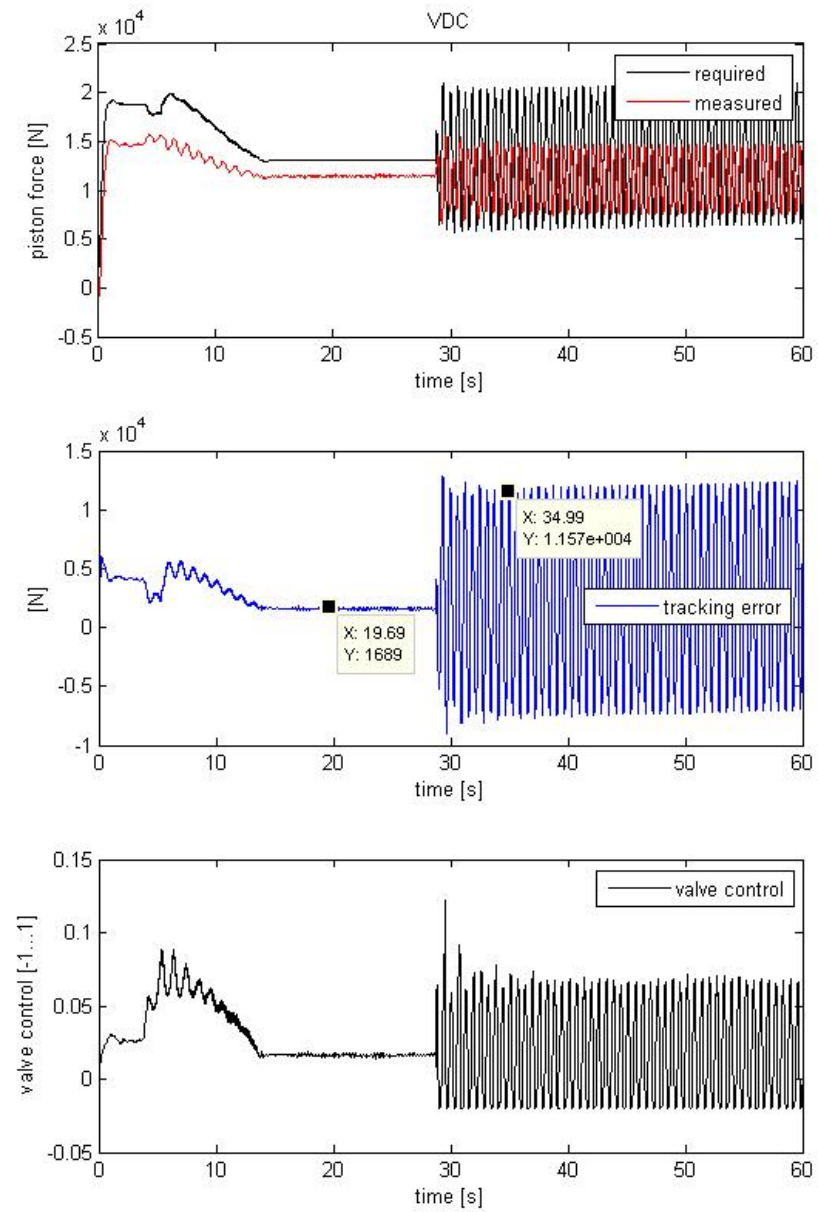 VDC
x 10^4
2.5
2
1.5
1
0.5
0
-0.5
piston force [N]
required
measured
0 10 20 30 40 50 60
time [s]
x 10^4
1.5
1
0.5
0
-0.5
-1
[N]
X: 34.99
Y: 1.157e+004
tracking error
X: 19.69
Y: 1689
0 10 20 30 40 50 60
time [s]
0.15
0.1
0.05
0
-0.05
valve control [-1...1]
valve control
0 10 20 30 40 50 60
time [s]